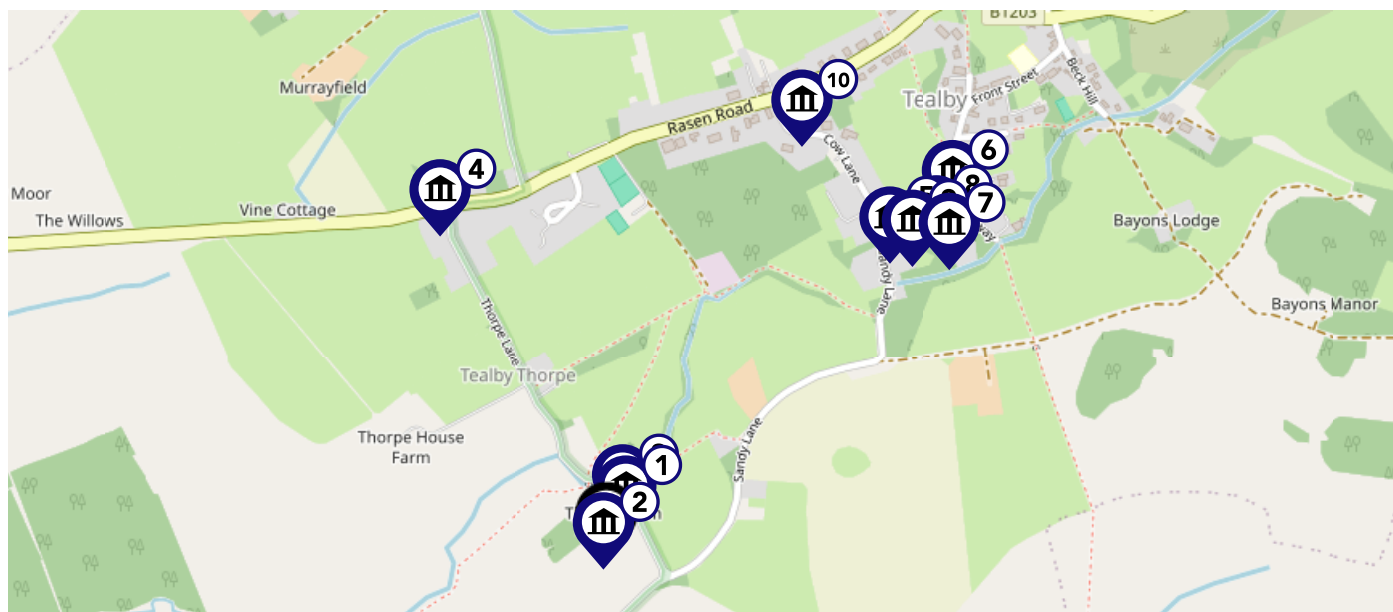 B1203
Murrayfield
10
Tealby
Front Street
Beck Hill
Rasen Road
Cow Lane
4
6
8
5
7
Moor
The Willows
Vine Cottage
Bayons Lodge
Sandy Lane
Bayons Manor
Thorpe Lane
Tealby Thorpe
Thorpe House
Farm
Sandy Lane
1
2